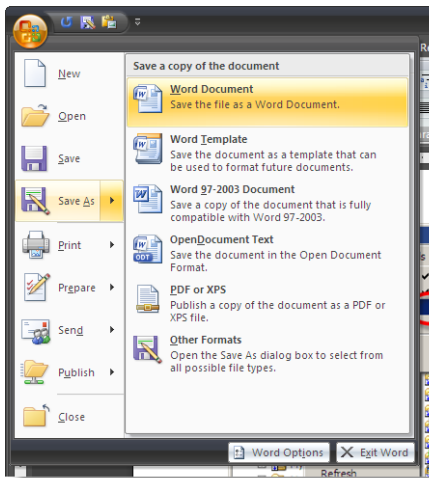 New
Open
Save
Save As
Print
Prepare
Send
Publish
Close
Save a copy of the document
Word Document
Save the file as a Word Document.
Word Template
Save the document as a template that can
be used to format future documents.
Word 97-2003 Document
Save a copy of the document that is fully
compatible with Word 97-2003.
OpenDocument Text
Save the document in the Open Document
Format.
PDF or XPS
Publish a copy of the document as a PDF or
XPS file.
Other Formats
Open the Save As dialog box to select from
all possible file types.
Word Options
Exit Word
Refresh